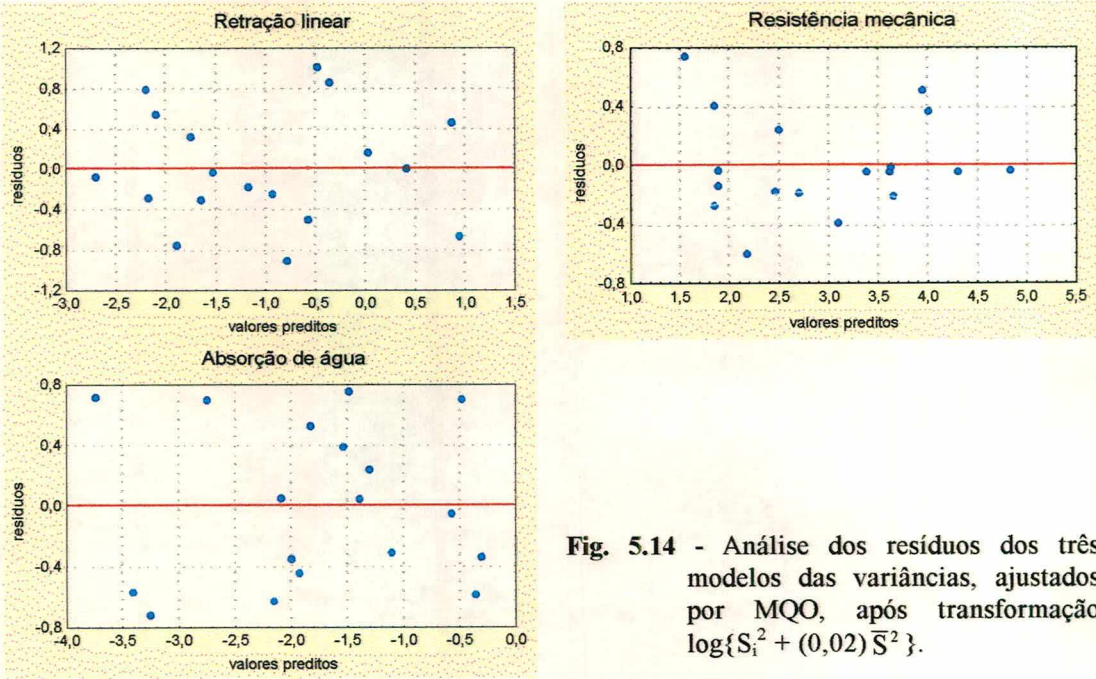 Retração linear
1,2
0,8
0,4
0,0
-0,4
-0,8
-1,2
resíduos
-3,0 -2,5 -2,0 -1,5 -1,0 -0,5 0,0 0,5 1,0 1,5
valores preditos
Resistência mecânica
0,8
0,4
0,0
-0,4
-0,8
resíduos
1,0 1,5 2,0 2,5 3,0 3,5 4,0 4,5 5,0 5,5
valores preditos
Absorção de água
0,8
0,4
0,0
-0,4
-0,8
resíduos
-4,0 -3,5 -3,0 -2,5 -2,0 -1,5 -1,0 -0,5 0,0
valores preditos
Fig. 5.14 - Análise dos resíduos dos três
modelos das variâncias, ajustados
por MQO, após transformação
log{S_i² + (0,02) S̅²}.